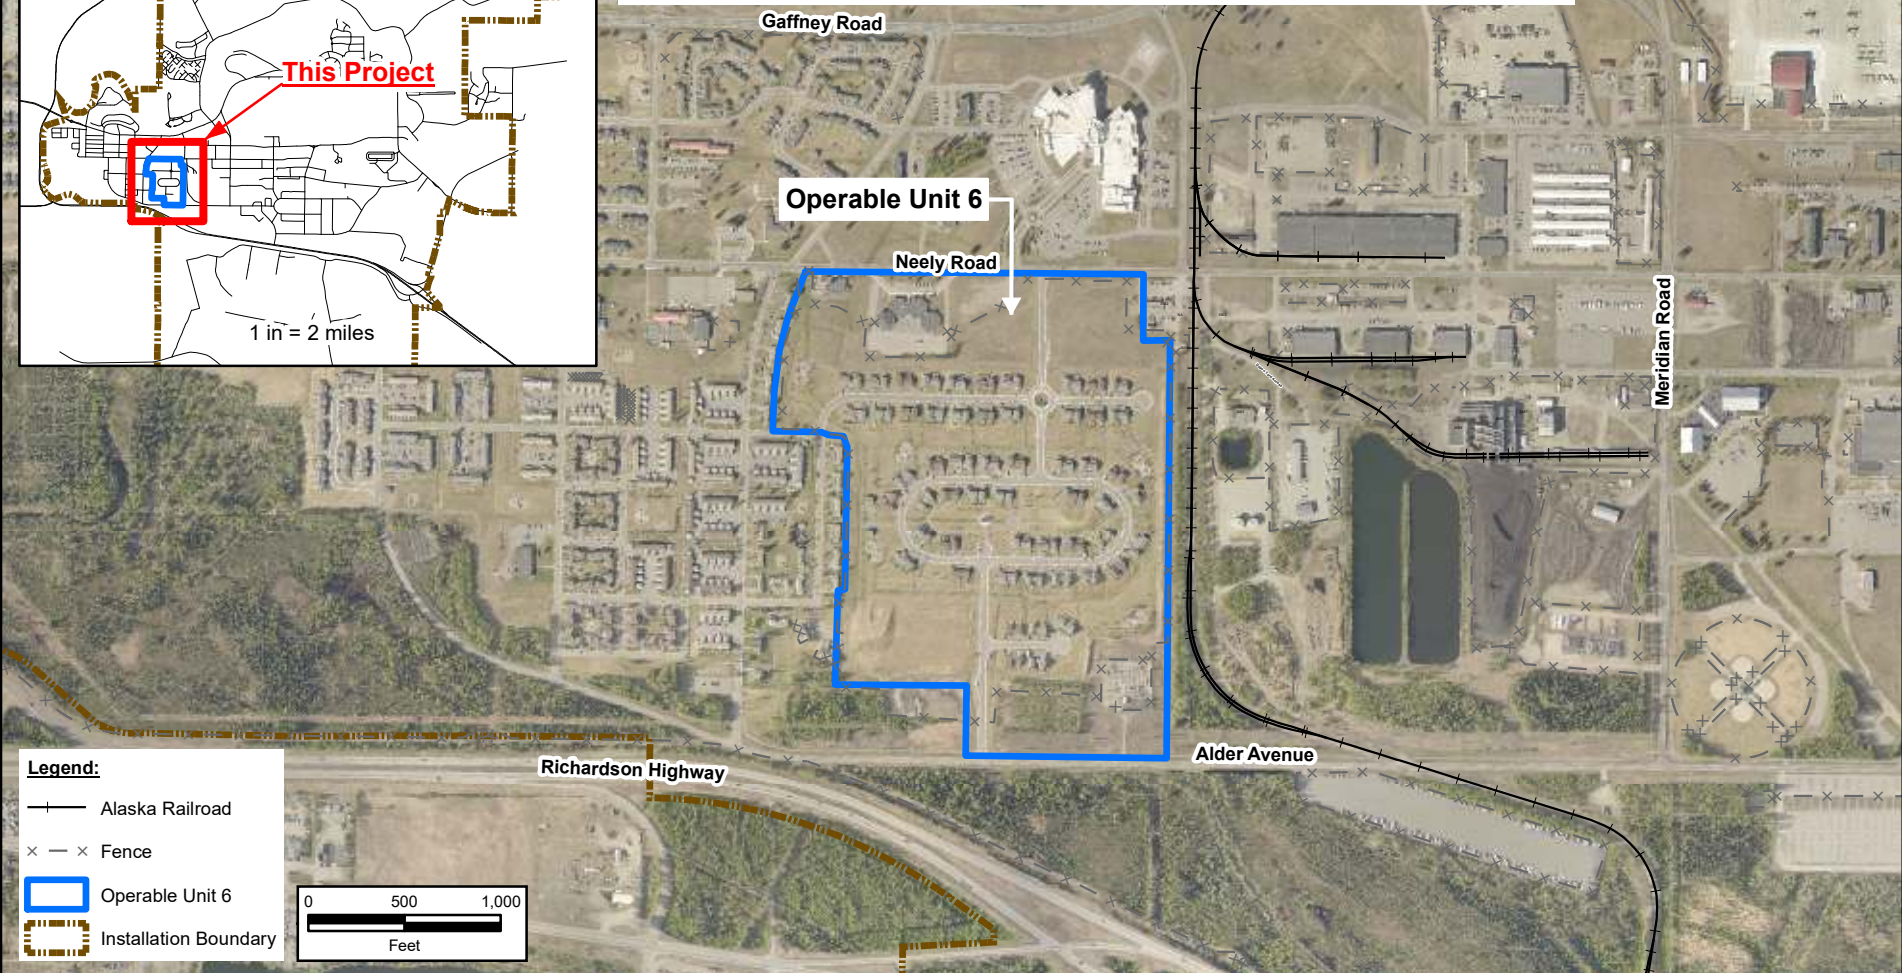 Gaffney Road
This Project
Operable Unit 6
Neely Road
Meridian Road
1 in = 2 miles
Richardson Highway
Alder Avenue
Legend:
Alaska Railroad
Fence
Operable Unit 6
Installation Boundary
0 500 1,000
Feet